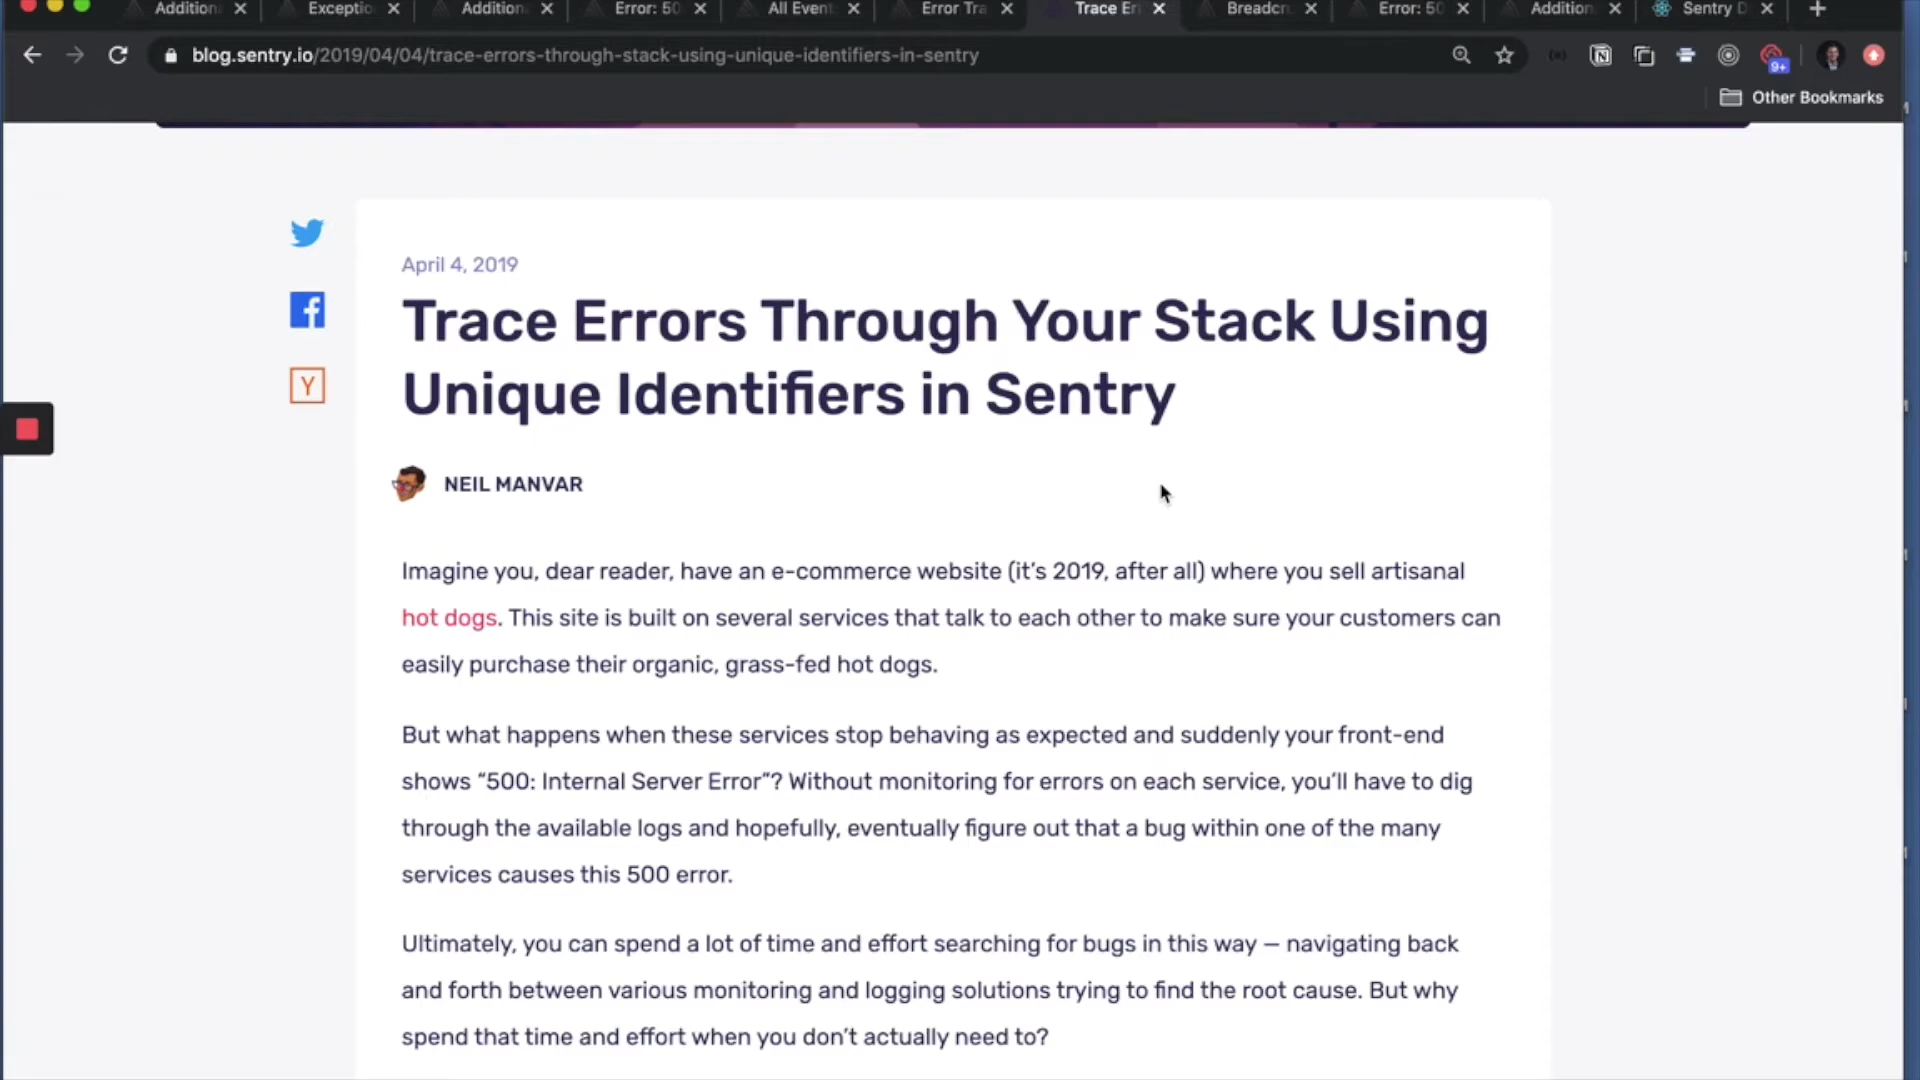 Addition
Exceptio
Addition
Error: 50
All Event
Error Tra
Trace Er
Breadcr
Error: 50
Addition
Sentry D
blog.sentry.io/2019/04/04/trace-errors-through-stack-using-unique-identifiers-in-sentry
9+
Other Bookmarks
April 4, 2019
Trace Errors Through Your Stack Using
Unique Identifiers in Sentry
Y
NEIL MANVAR
Imagine you, dear reader, have an e-commerce website (it’s 2019, after all) where you sell artisanal
hot dogs. This site is built on several services that talk to each other to make sure your customers can
easily purchase their organic, grass-fed hot dogs.
But what happens when these services stop behaving as expected and suddenly your front-end
shows “500: Internal Server Error”? Without monitoring for errors on each service, you’ll have to dig
through the available logs and hopefully, eventually figure out that a bug within one of the many
services causes this 500 error.
Ultimately, you can spend a lot of time and effort searching for bugs in this way — navigating back
and forth between various monitoring and logging solutions trying to find the root cause. But why
spend that time and effort when you don’t actually need to?